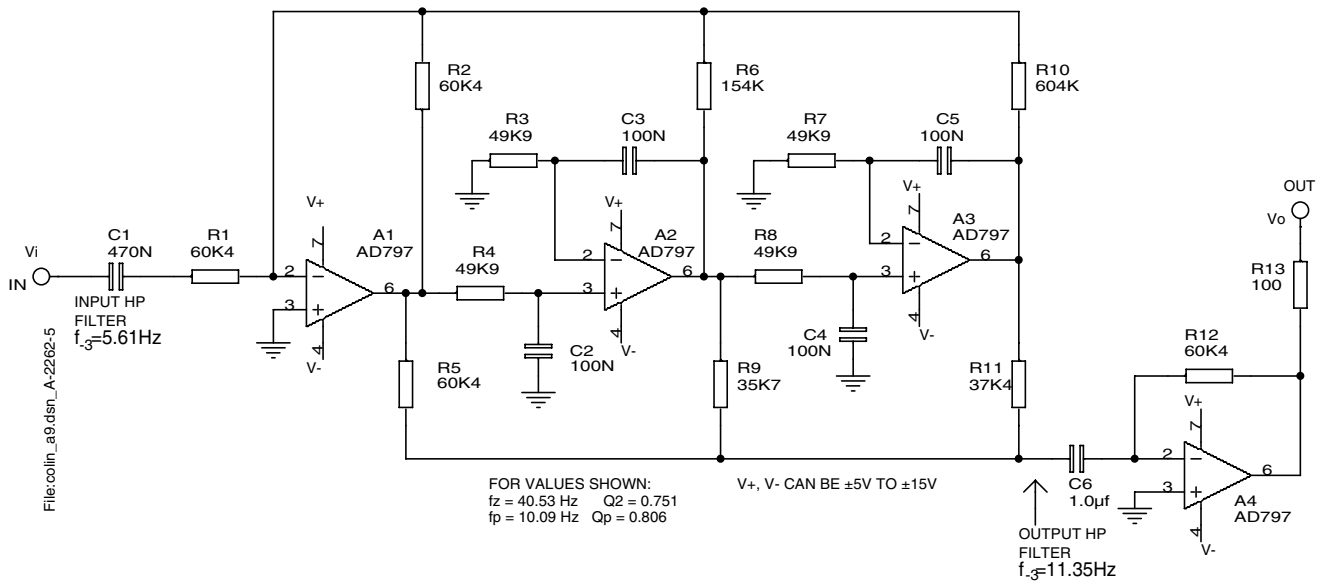 R2
60K4
R6
154K
R10
604K
R3
49K9
C3
100N
R7
49K9
C5
100N
OUT
Vo
Vi
IN
C1
470N
R1
60K4
V+
7
A1
AD797
2
3
6
4
V-
INPUT HP
FILTER
f-3=5.61Hz
R4
49K9
V+
7
A2
AD797
2
3
6
4
V-
R8
49K9
V+
7
A3
AD797
2
3
6
4
V-
R13
100
C2
100N
C4
100N
R5
60K4
R9
35K7
R11
37K4
R12
60K4
V+
7
2
3
6
4
V-
A4
AD797
C6
1.0µf
FOR VALUES SHOWN:
fz = 40.53 Hz Q2 = 0.751
fp = 10.09 Hz Qp = 0.806
V+, V- CAN BE ±5V TO ±15V
OUTPUT HP
FILTER
f-3=11.35Hz
File:colin_a9.dsn_A-2262-5